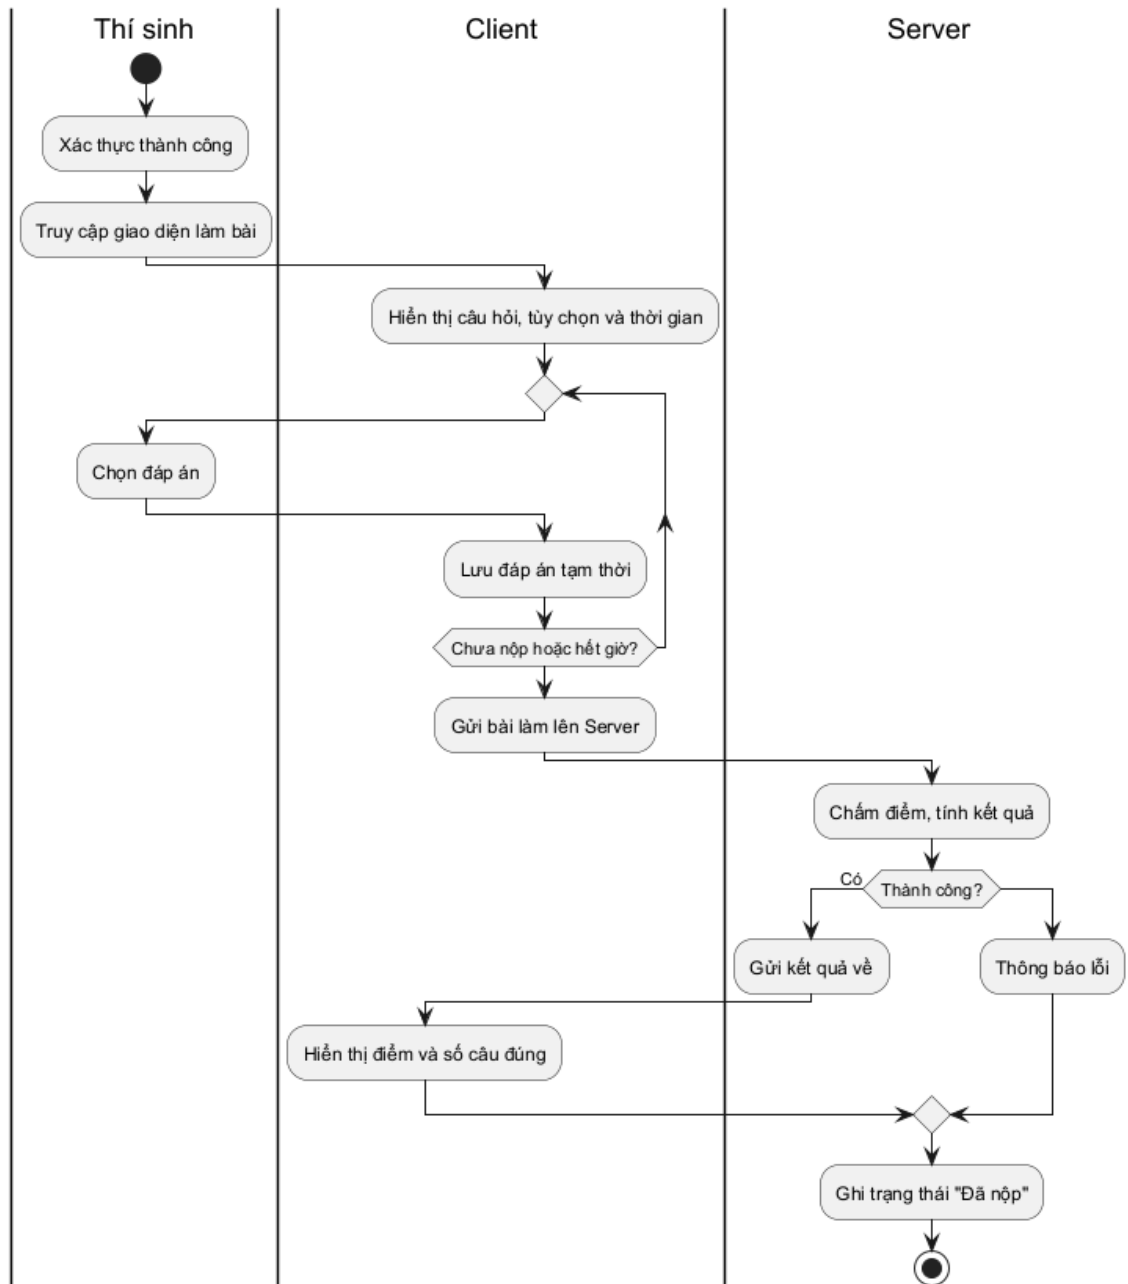 Thí sinh
Client
Server
Xác thực thành công
Truy cập giao diện làm bài
Hiển thị câu hỏi, tùy chọn và thời gian
Chọn đáp án
Lưu đáp án tạm thời
Chưa nộp hoặc hết giờ?
Gửi bài làm lên Server
Chấm điểm, tính kết quả
Có
Thành công?
Gửi kết quả về
Thông báo lỗi
Hiển thị điểm và số câu đúng
Ghi trạng thái "Đã nộp"